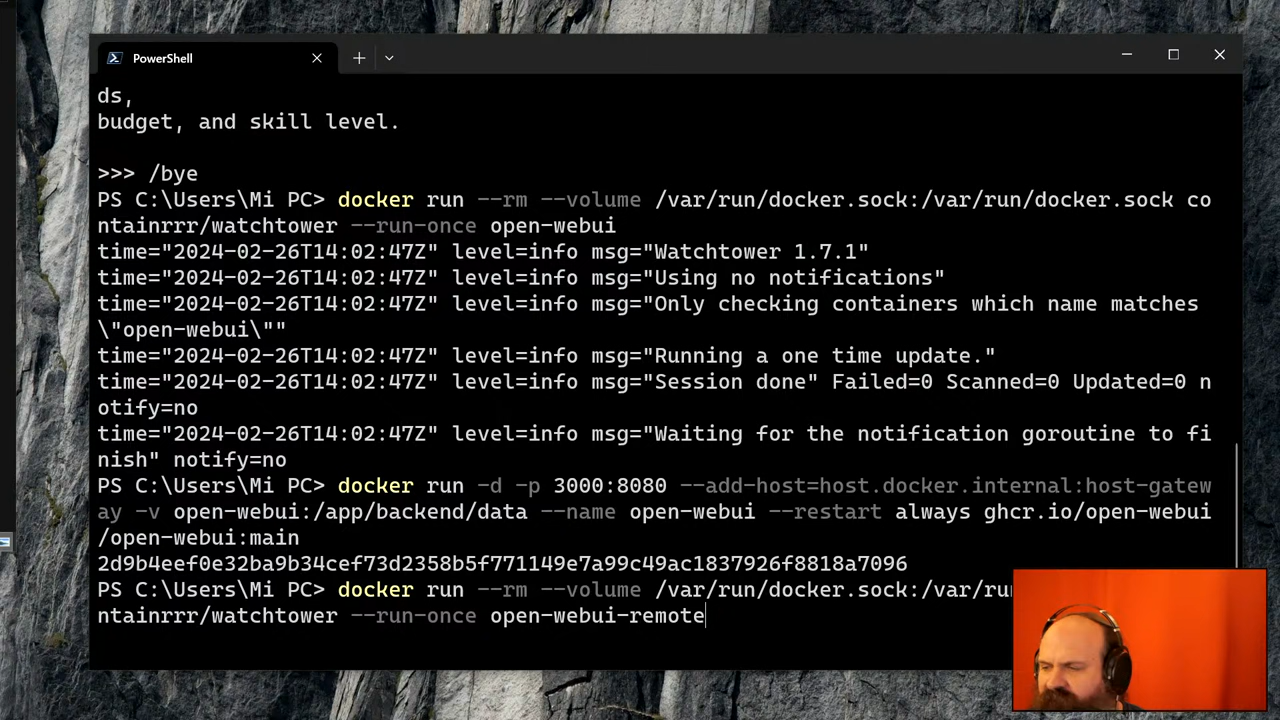 PowerShell
ds,
budget, and skill level.
>>> /bye
PS C:\Users\Mi PC> docker run --rm --volume /var/run/docker.sock:/var/run/docker.sock co
ntainrrr/watchtower --run-once open-webui
time="2024-02-26T14:02:47Z" level=info msg="Watchtower 1.7.1"
time="2024-02-26T14:02:47Z" level=info msg="Using no notifications"
time="2024-02-26T14:02:47Z" level=info msg="Only checking containers which name matches
\"open-webui\""
time="2024-02-26T14:02:47Z" level=info msg="Running a one time update."
time="2024-02-26T14:02:47Z" level=info msg="Session done" Failed=0 Scanned=0 Updated=0 n
otify=no
time="2024-02-26T14:02:47Z" level=info msg="Waiting for the notification goroutine to fi
nish" notify=no
PS C:\Users\Mi PC> docker run -d -p 3000:8080 --add-host=host.docker.internal:host-gatew
ay -v open-webui:/app/backend/data --name open-webui --restart always ghcr.io/open-webui
/open-webui:main
2d9b4eef0e32ba9b34cef73d2358b5f771149e7a99c49ac1837926f8818a7096
PS C:\Users\Mi PC> docker run --rm --volume /var/run/docker.sock:/var/ru
ntainrrr/watchtower --run-once open-webui-remote